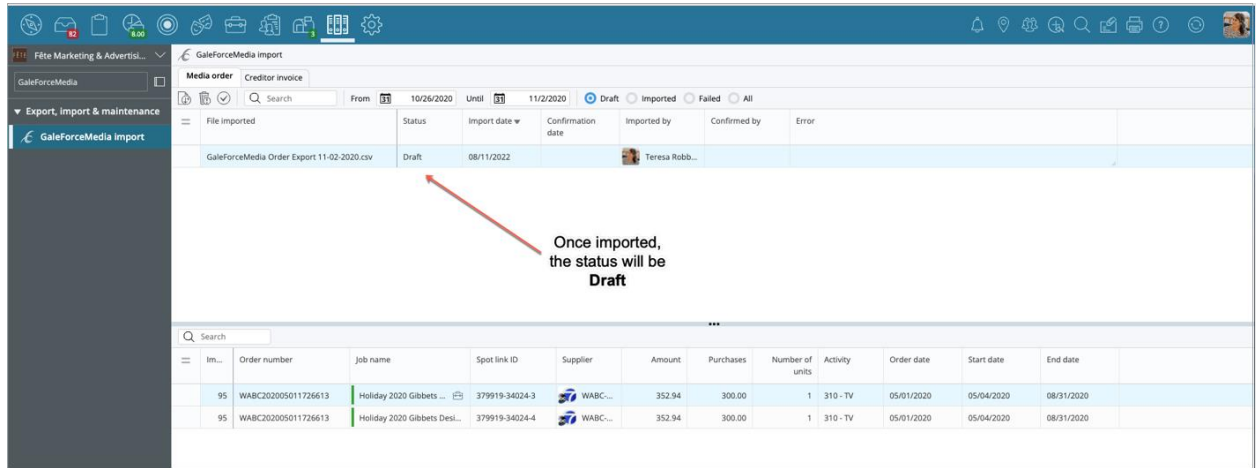 92
6.00
3
Fête Marketing & Advertisi...
GaleForceMedia import
Media order
Creditor invoice
GaleForceMedia
Search
From
31
10/26/2020
Until
31
11/2/2020
Draft
Imported
Failed
All
Export, import & maintenance
GaleForceMedia import
File imported
Status
Import date
Confirmation
date
Imported by
Confirmed by
Error
GaleForceMedia Order Export 11-02-2020.csv
Draft
08/11/2022
Teresa Robb...
Once imported,
the status will be
Draft
Search
Im...
Order number
Job name
Spot link ID
Supplier
Amount
Purchases
Number of
units
Activity
Order date
Start date
End date
95
WABC202005011726613
Holiday 2020 Gibbets ...
379919-34024-3
WABC-...
352.94
300.00
1
310 - TV
05/01/2020
05/04/2020
08/31/2020
95
WABC202005011726613
Holiday 2020 Gibbets Desi...
379919-34024-4
WABC-...
352.94
300.00
1
310 - TV
05/01/2020
05/04/2020
08/31/2020